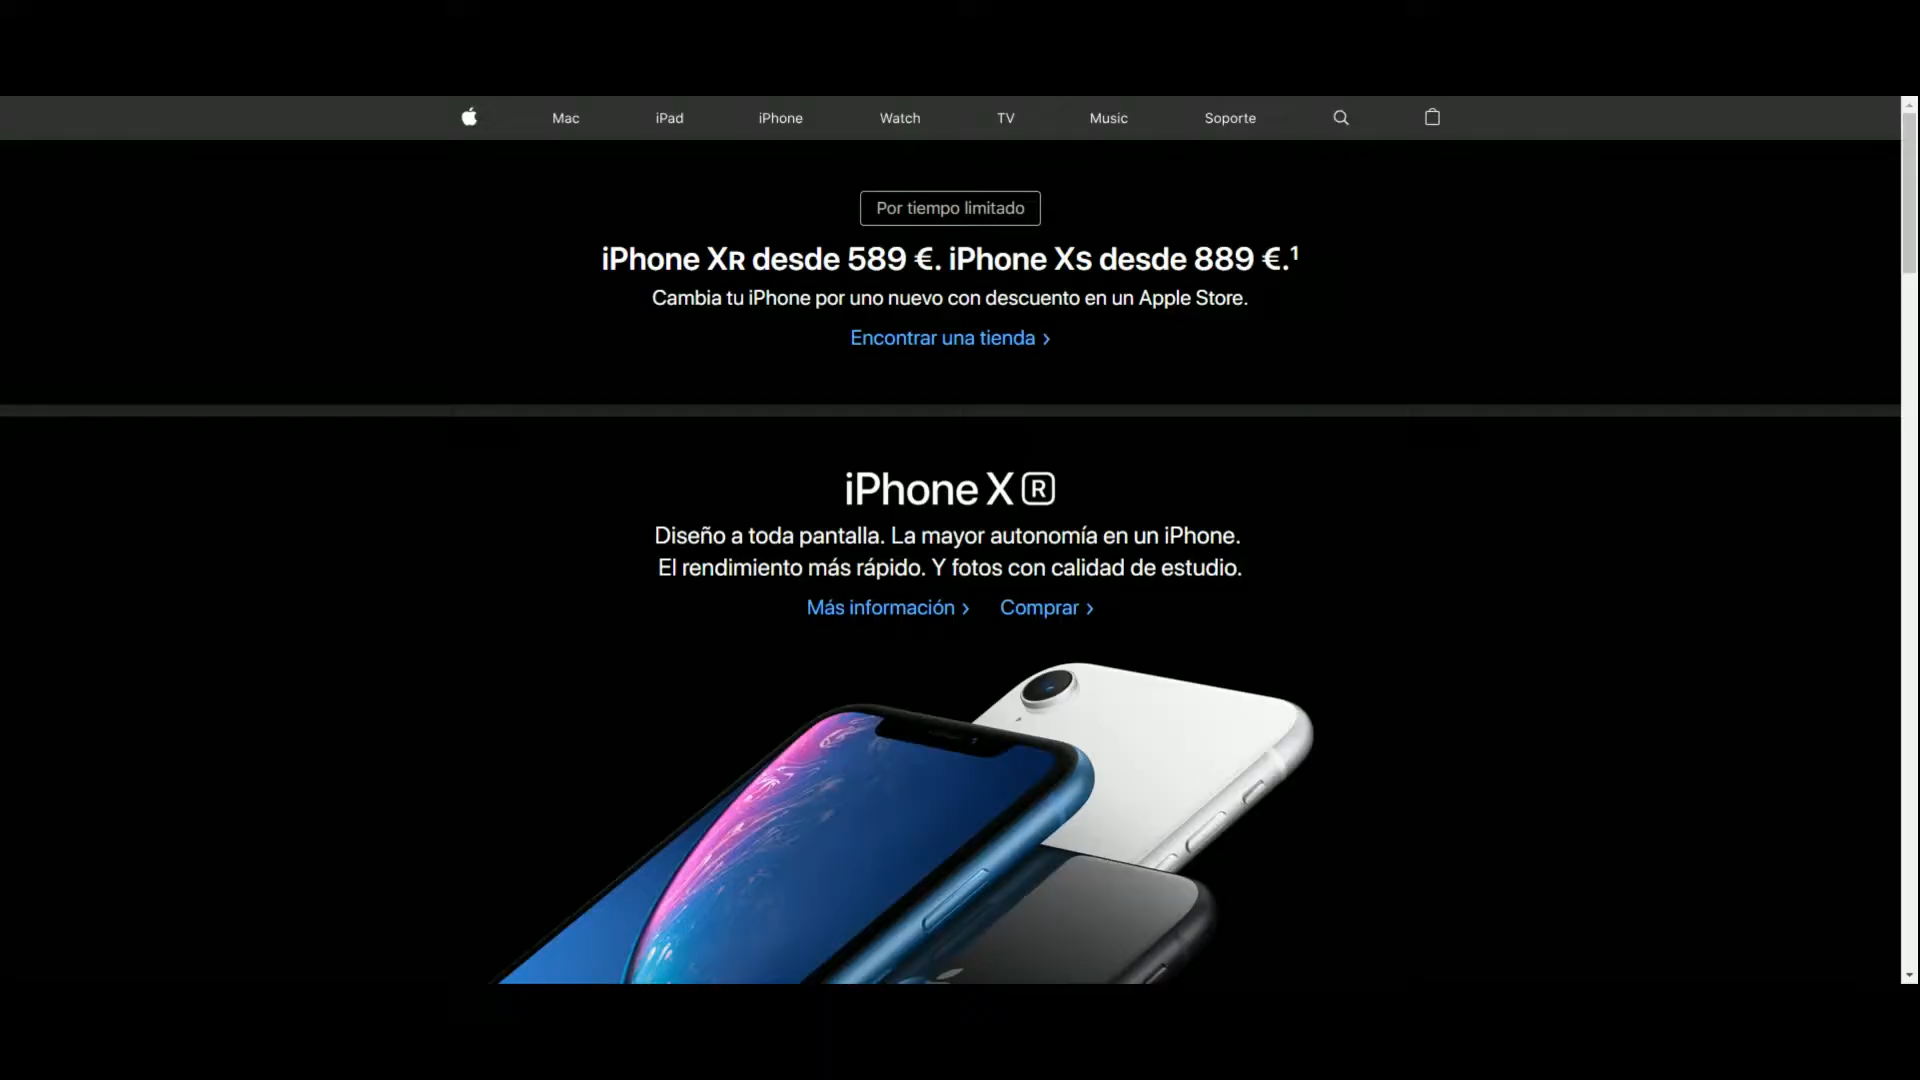 Mac iPad iPhone Watch TV Music Soporte
Por tiempo limitado
iPhone XR desde 589 €. iPhone XS desde 889 €.¹
Cambia tu iPhone por uno nuevo con descuento en un Apple Store.
Encontrar una tienda ›
iPhone XR
Diseño a toda pantalla. La mayor autonomía en un iPhone.
El rendimiento más rápido. Y fotos con calidad de estudio.
Más información › Comprar ›